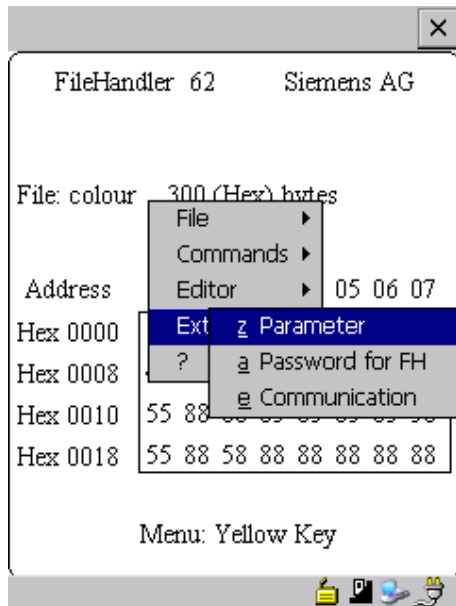 FileHandler 62 Siemens AG
File: colour 300 (Hex) bytes
File
Commands
Address Editor 05 06 07
Hex 0000 Ext z Parameter
Hex 0008 ? a Password for FH
e Communication
Hex 0010 55 88
Hex 0018 55 88 58 88 88 88 88 88
Menu: Yellow Key